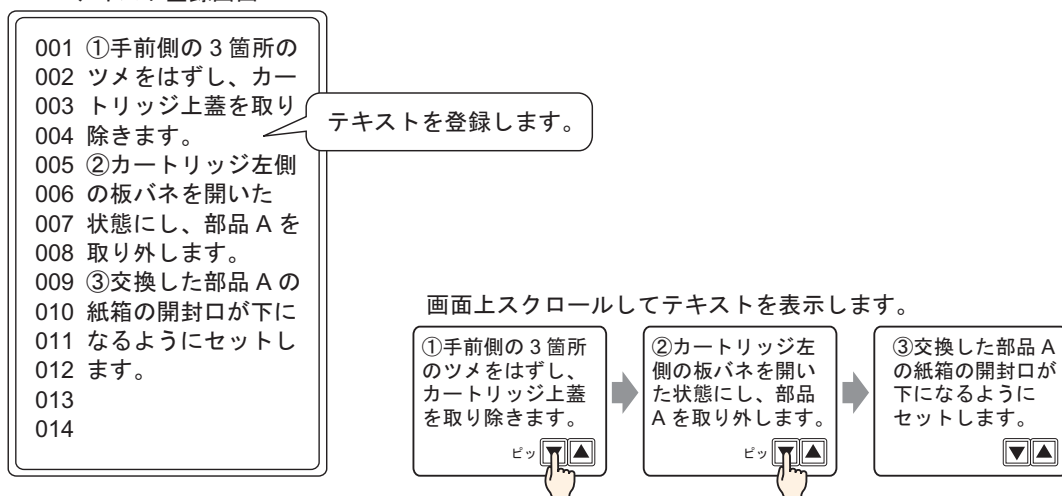 001 ①手前側の 3 箇所の
002 ツメをはずし、カー
003 トリッジ上蓋を取り
004 除きます。
005 ②カートリッジ左側
006 の板バネを開いた
007 状態にし、部品 A を
008 取り外します。
009 ③交換した部品 A の
010 紙箱の開封口が下に
011 なるようにセットし
012 ます。
013
014
テキストを登録します。
画面上スクロールしてテキストを表示します。
①手前側の 3 箇所
のツメをはずし、
カートリッジ上蓋
を取り除きます。
ピッ
②カートリッジ左
側の板バネを開い
た状態にし、部品
A を取り外します。
ピッ
③交換した部品 A
の紙箱の開封口が
下になるように
セットします。